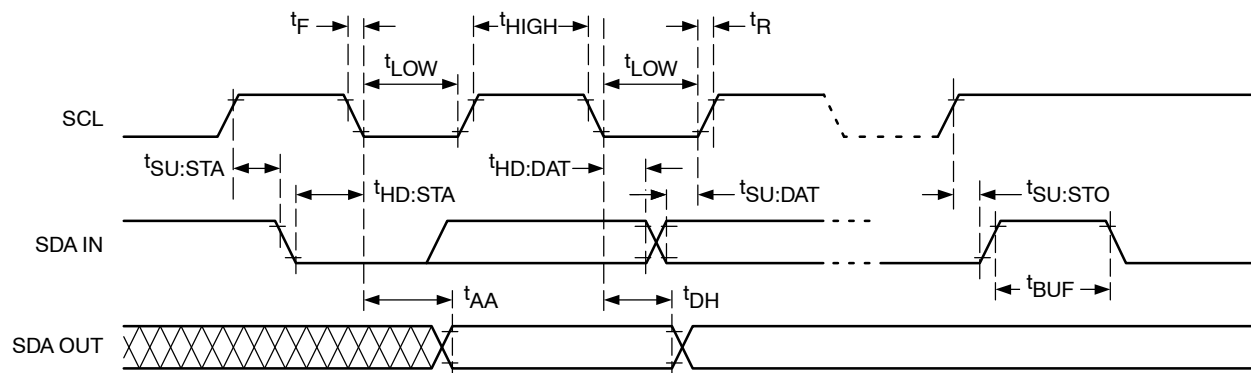 tF tHIGH tR
tLOW tLOW
SCL
tSU:STA tHD:DAT
tHD:STA tSU:DAT tSU:STO
SDA IN
tBUF
tAA tDH
SDA OUT